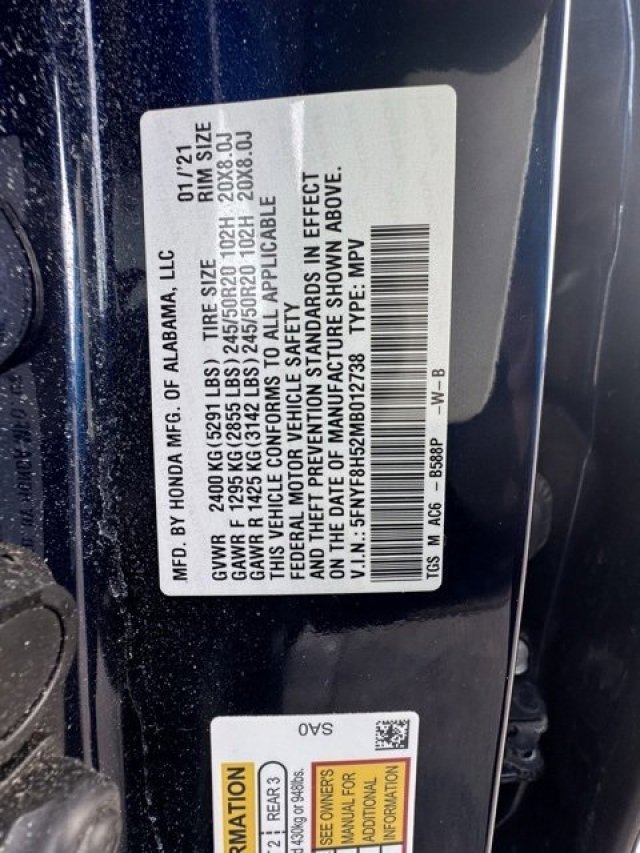 MFD. BY HONDA MFG. OF ALABAMA, LLC 01/'21
GVWR 2400 KG(5291 LBS) TIRE SIZE RIM SIZE
GAWR F 1295 KG(2855 LBS) 245/50R20 102H 20X8.0J
GAWR R 1425 KG(3142 LBS) 245/50R20 102H 20X8.0J
THIS VEHICLE CONFORMS TO ALL APPLICABLE
FEDERAL MOTOR VEHICLE SAFETY
AND THEFT PREVENTION STANDARDS IN EFFECT
ON THE DATE OF MANUFACTURE SHOWN ABOVE.
V.I.N.: 5FNYF8H52MB012738 TYPE: MPV
TGS M AC6 - B588P -W-B
SA0
REAR 3
430kg or 948lbs.
SEE OWNER'S
MANUAL FOR
ADDITIONAL